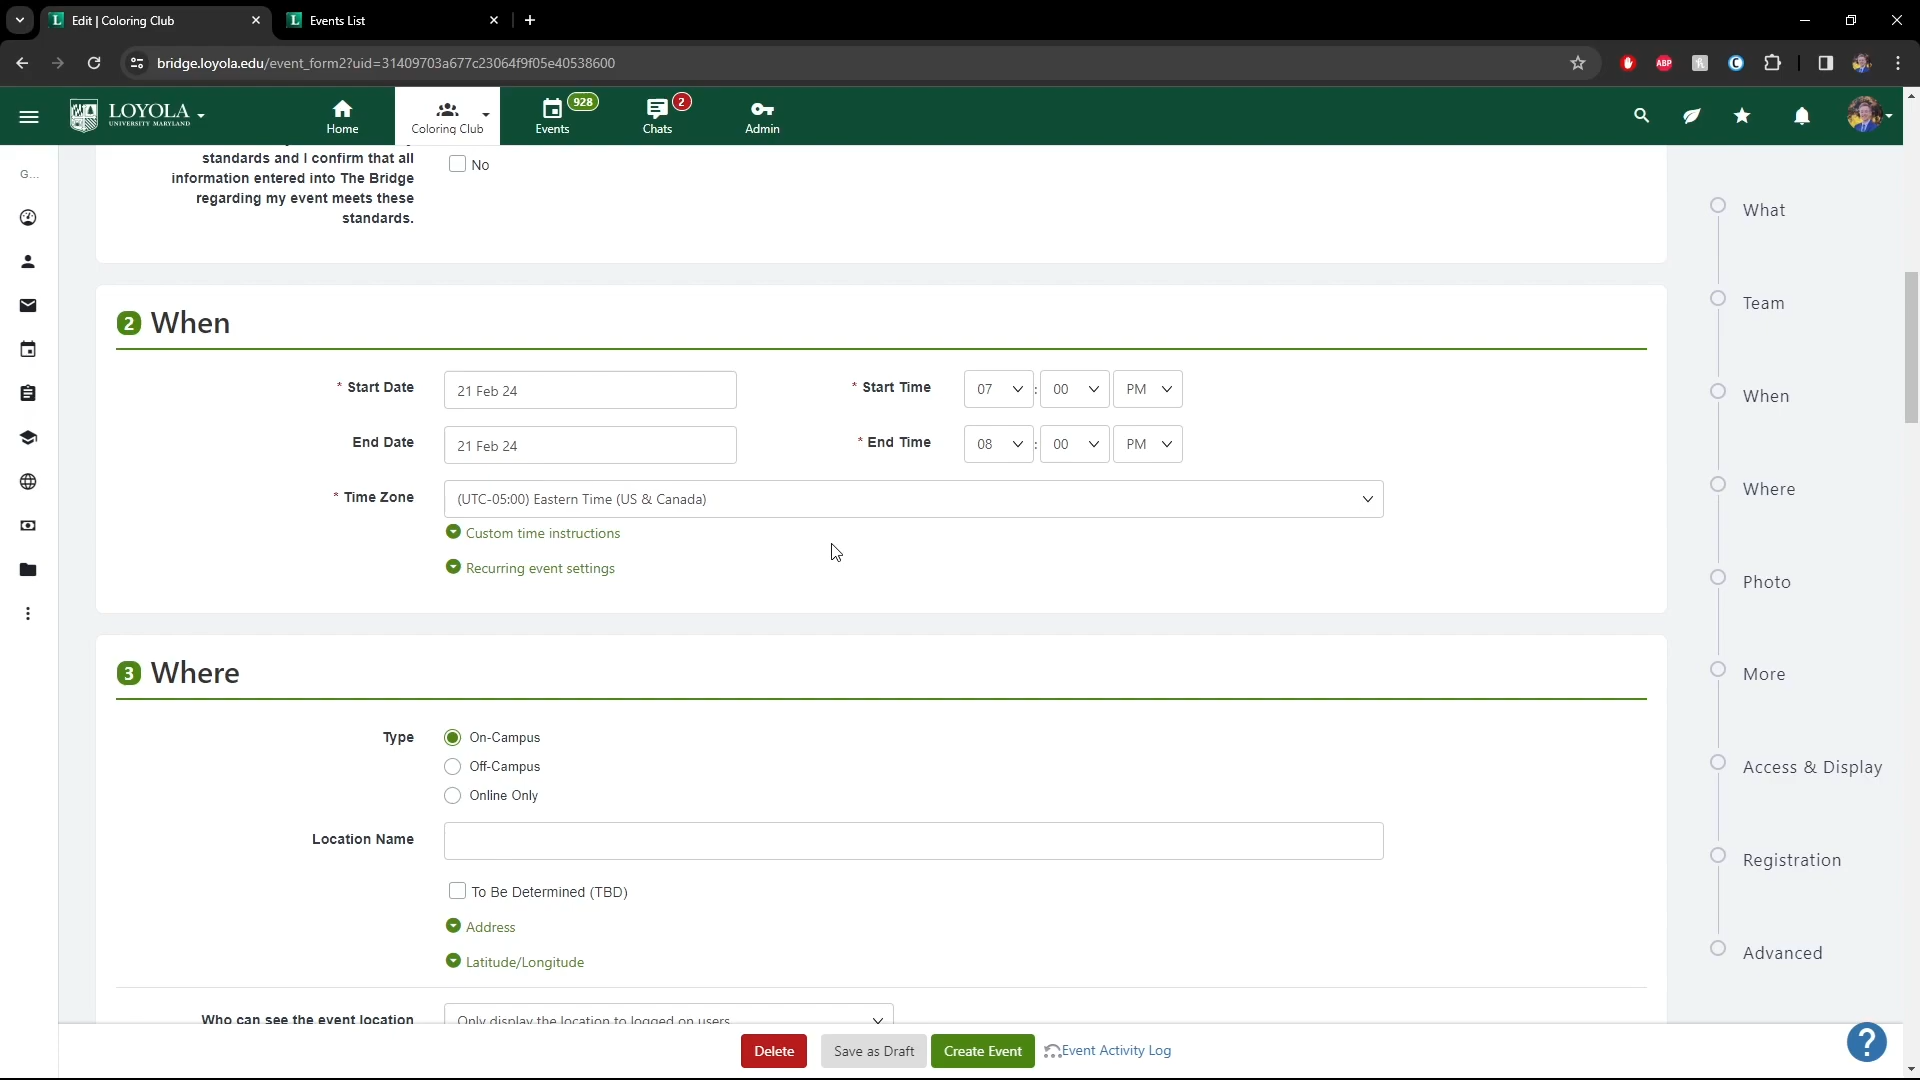 Edit | Coloring Club
Events List
bridge.loyola.edu/event_form2?uid=31409703a677c23064f9f05e40538600
ABP
LOYOLA
UNIVERSITY MARYLAND
Home
Coloring Club
928
Events
2
Chats
Admin
G...
standards and I confirm that all
information entered into The Bridge
regarding my event meets these
standards.
No
2 When
* Start Date
21 Feb 24
* Start Time
07 : 00 PM
End Date
21 Feb 24
* End Time
08 : 00 PM
* Time Zone
(UTC-05:00) Eastern Time (US & Canada)
Custom time instructions
Recurring event settings
3 Where
Type
On-Campus
Off-Campus
Online Only
Location Name
To Be Determined (TBD)
Address
Latitude/Longitude
Who can see the event location
Only display the location to logged on users
Delete
Save as Draft
Create Event
Event Activity Log
?
What
Team
When
Where
Photo
More
Access & Display
Registration
Advanced